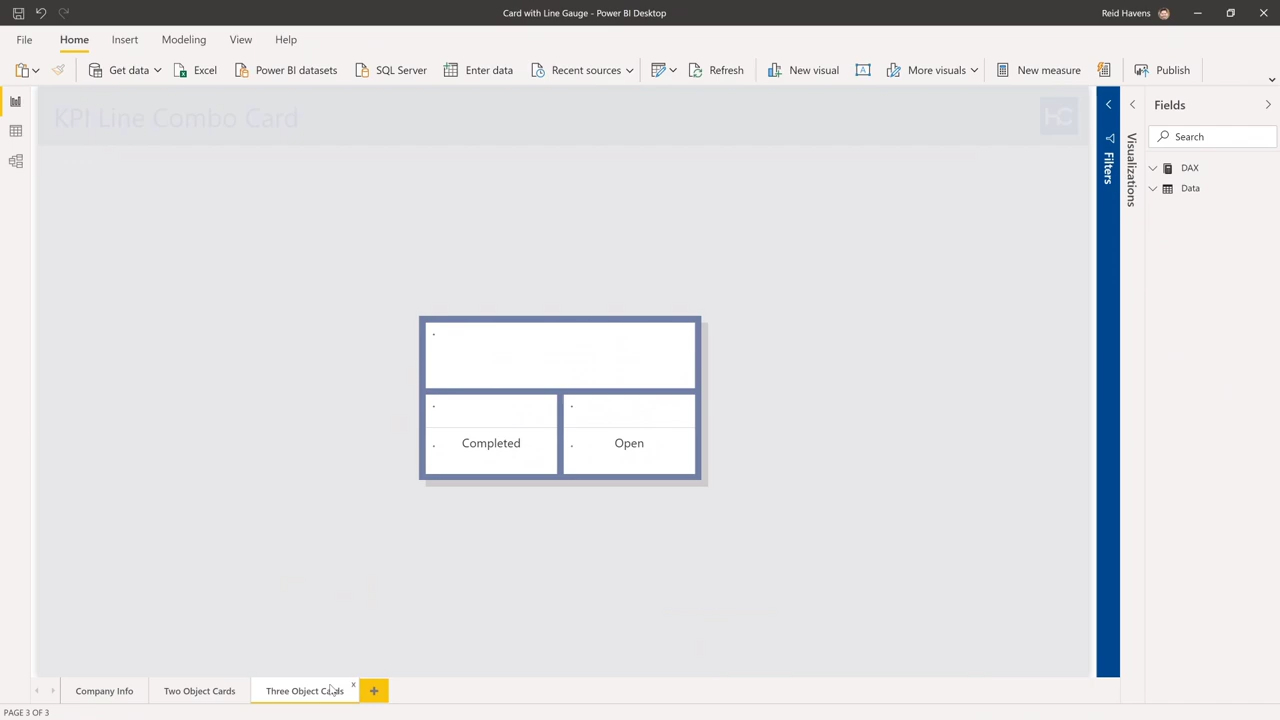 Card with Line Gauge - Power BI Desktop
Reid Havens
File Home Insert Modeling View Help
Get data Excel Power BI datasets SQL Server Enter data Recent sources Refresh New visual More visuals New measure Publish
KPI Line Combo Card
HC
Filters
Visualizations
Fields
Search
DAX
Data
Completed Open
Company Info Two Object Cards Three Object Cards x +
PAGE 3 OF 3